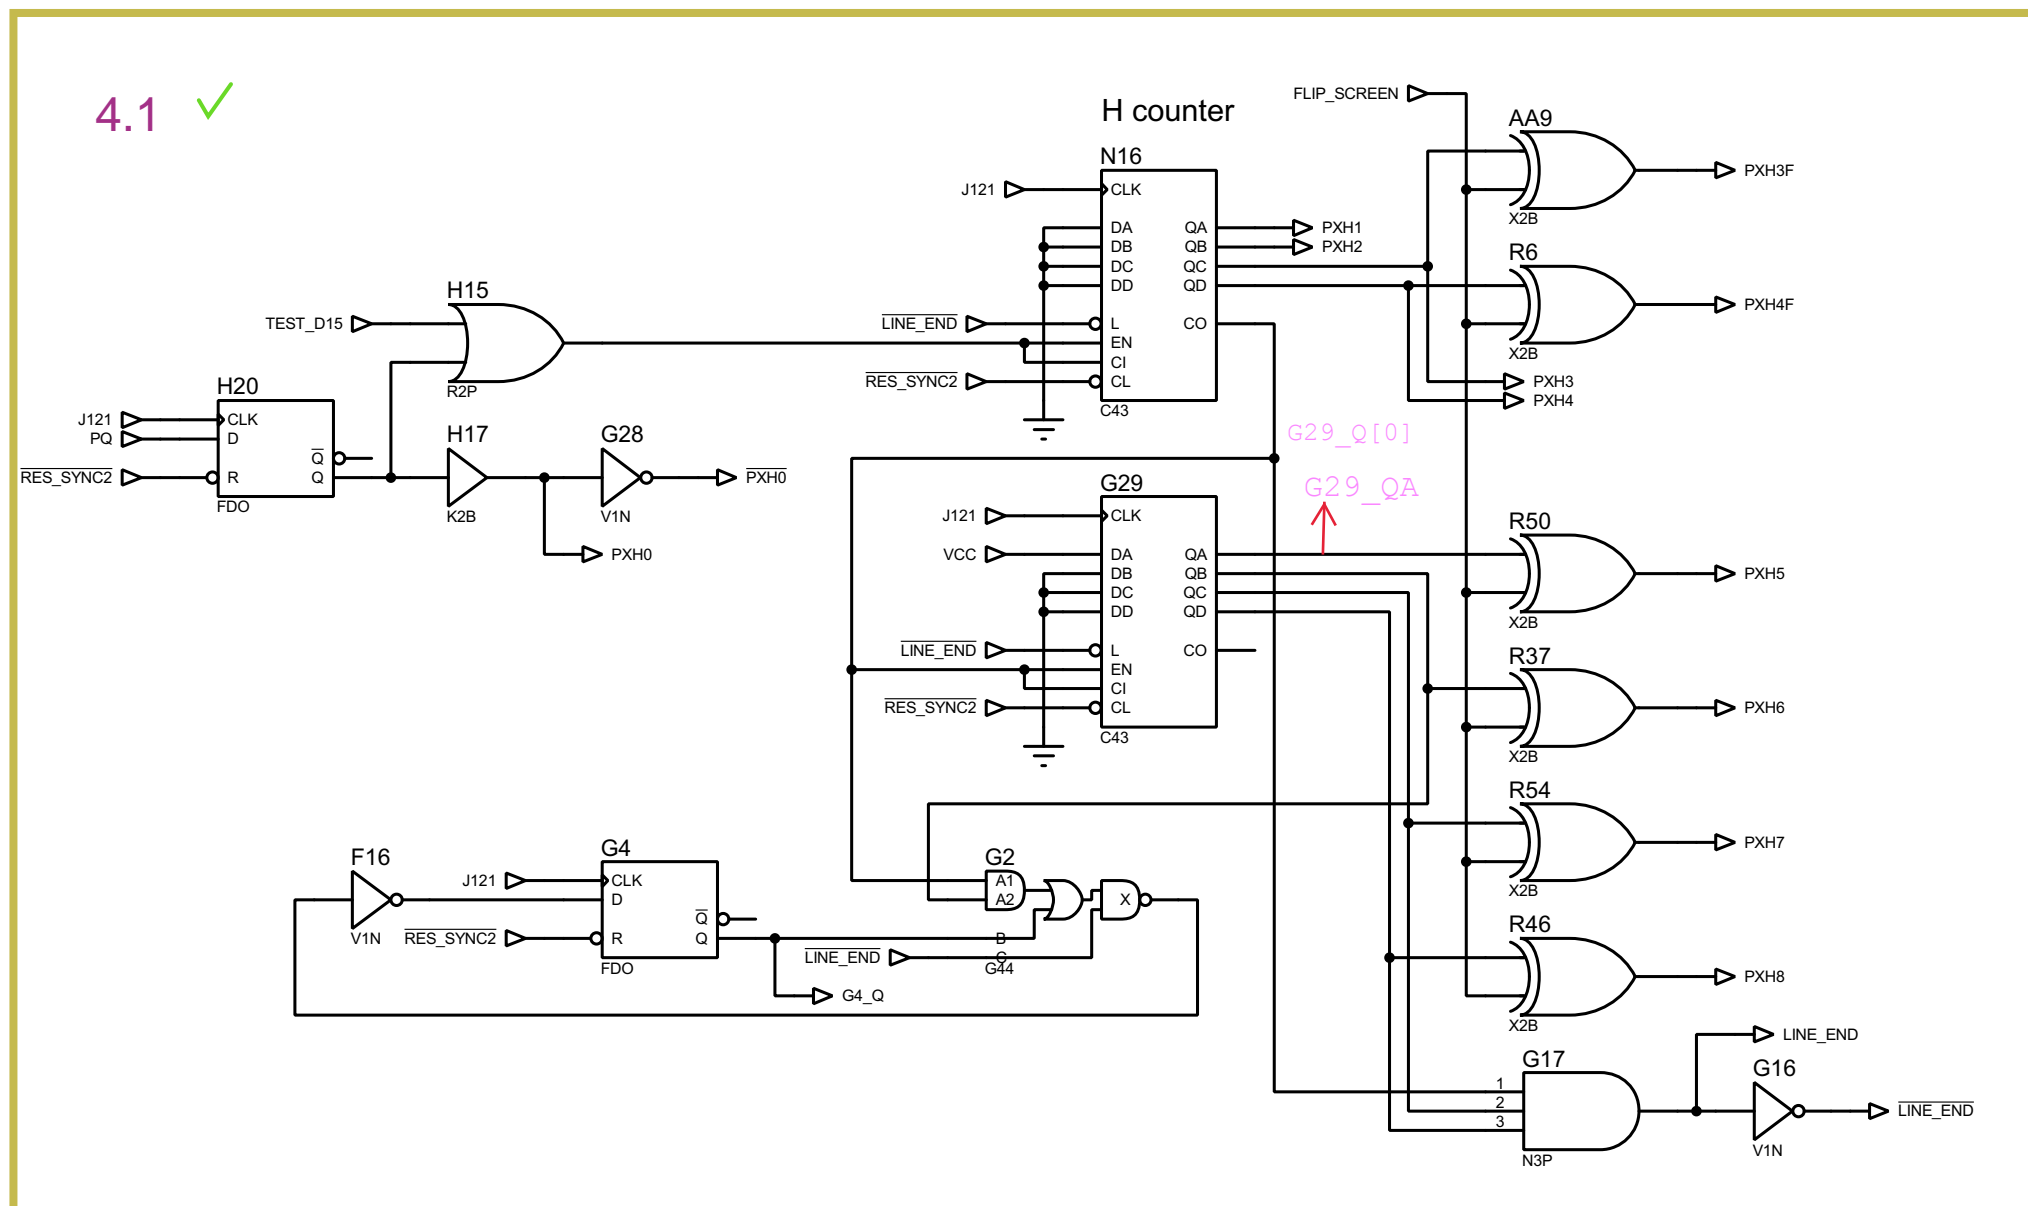 4.1
H counter
FLIP_SCREEN
AA9
X2B
PXH3F
N16
J121
CLK
DA
DB
DC
DD
L
EN
CI
CL
QA
QB
QC
QD
CO
C43
PXH1
PXH2
R6
X2B
PXH4F
PXH3
PXH4
LINE_END
RES_SYNC2
TEST_D15
H15
R2P
H20
J121
PQ
RES_SYNC2
CLK
D
R
Q
Q
FDO
H17
K2B
G28
V1N
PXH0
PXH0
G29_Q[0]
G29_QA
G29
J121
VCC
LINE_END
RES_SYNC2
CLK
DA
DB
DC
DD
L
EN
CI
CL
QA
QB
QC
QD
CO
C43
R50
X2B
PXH5
R37
X2B
PXH6
R54
X2B
PXH7
R46
X2B
PXH8
F16
V1N
G4
J121
RES_SYNC2
CLK
D
R
Q
Q
FDO
G4_Q
G2
A1
A2
X
B
C
G44
LINE_END
G17
1
2
3
N3P
LINE_END
G16
V1N
LINE_END